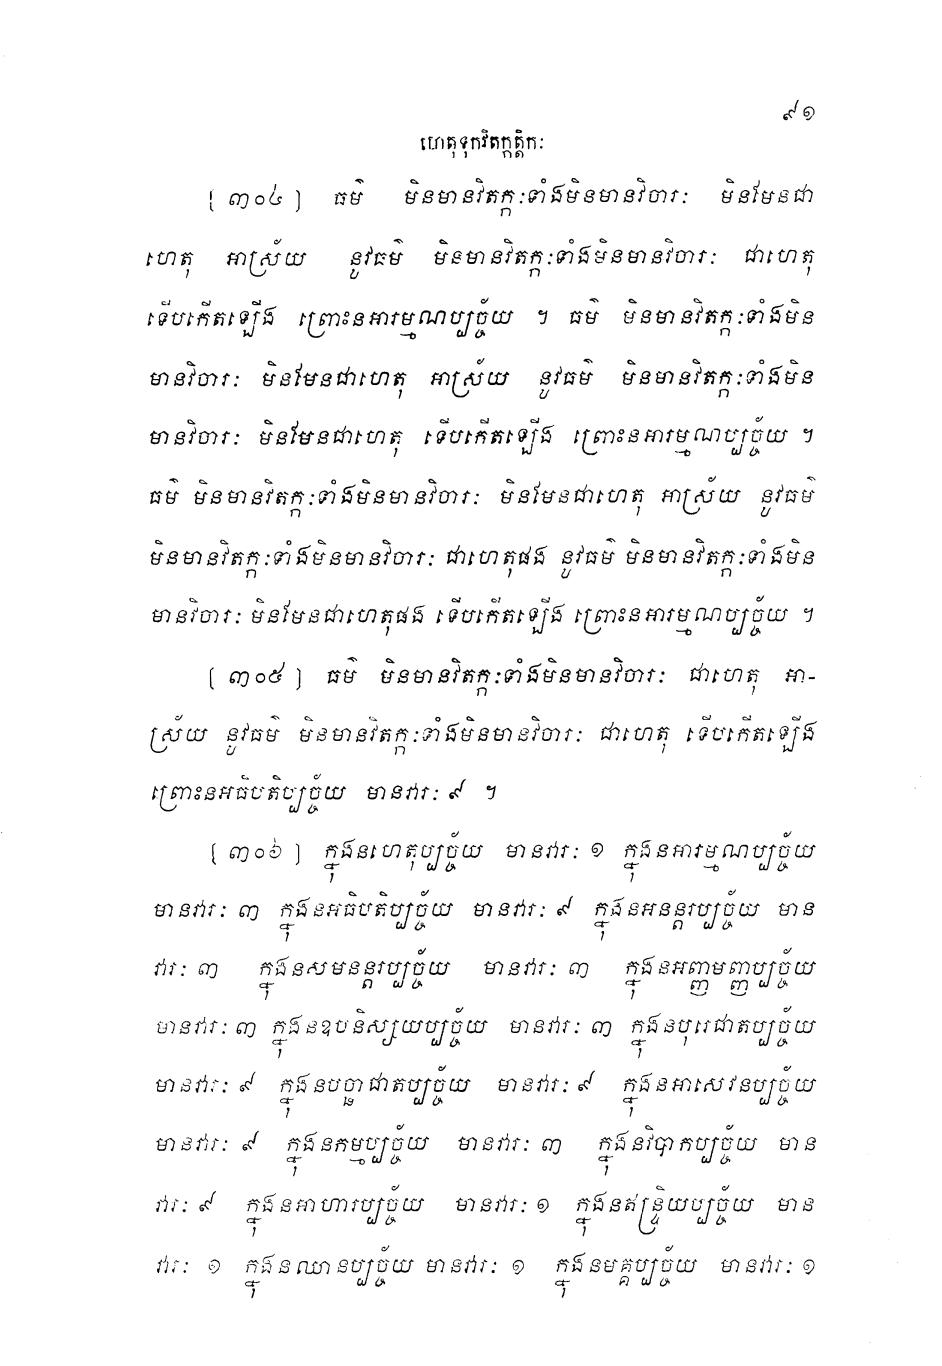 ៩១
ហេតុទុកវិតក្កត្តិកៈ
[ ៣០៤ ] ធម៌ មិនមានវិតក្កៈទាំងមិនមានវិចារៈ មិនមែនជា
ហេតុ អាស្រ័យ នូវធម៌ មិនមានវិតក្កៈទាំងមិនមានវិចារៈ ជាហេតុ
ទើបកើតឡើង ព្រោះនអារម្មណប្បច្ច័យ ។ ធម៌ មិនមានវិតក្កៈទាំងមិន
មានវិចារៈ មិនមែនជាហេតុ អាស្រ័យ នូវធម៌ មិនមានវិតក្កៈទាំងមិន
មានវិចារៈ មិនមែនជាហេតុ ទើបកើតឡើង ព្រោះនអារម្មណប្បច្ច័យ ។
ធម៌ មិនមានវិតក្កៈទាំងមិនមានវិចារៈ មិនមែនជាហេតុ អាស្រ័យ នូវធម៌
មិនមានវិតក្កៈទាំងមិនមានវិចារៈ ជាហេតុផង នូវធម៌ មិនមានវិតក្កៈទាំងមិន
មានវិចារៈ មិនមែនជាហេតុផង ទើបកើតឡើង ព្រោះនអារម្មណប្បច្ច័យ ។
[ ៣០៥ ] ធម៌ មិនមានវិតក្កៈទាំងមិនមានវិចារៈ ជាហេតុ អា-
ស្រ័យ នូវធម៌ មិនមានវិតក្កៈទាំងមិនមានវិចារៈ ជាហេតុ ទើបកើតឡើង
ព្រោះនអធិបតិប្បច្ច័យ មានវារៈ ៩ ។
[ ៣០៦ ] ក្នុងនហេតុប្បច្ច័យ មានវារៈ ១ ក្នុងនអារម្មណប្បច្ច័យ
មានវារៈ ៣ ក្នុងនអធិបតិប្បច្ច័យ មានវារៈ ៩ ក្នុងនអនន្តរប្បច្ច័យ មាន
វារៈ ៣ ក្នុងនសមនន្តរប្បច្ច័យ មានវារៈ ៣ ក្នុងនអញ្ញាមញ្ញប្បច្ច័យ
មានវារៈ ៣ ក្នុងនឧបនិស្សយប្បច្ច័យ មានវារៈ ៣ ក្នុងនបុរេជាតប្បច្ច័យ
មានវារៈ ៩ ក្នុងនបច្ឆាជាតប្បច្ច័យ មានវារៈ ៩ ក្នុងនអាសេវនប្បច្ច័យ
មានវារៈ ៩ ក្នុងនកម្មប្បច្ច័យ មានវារៈ ៣ ក្នុងនវិបាកប្បច្ច័យ មាន
វារៈ ៩ ក្នុងនអាហារប្បច្ច័យ មានវារៈ ១ ក្នុងនឥន្ទ្រិយប្បច្ច័យ មាន
វារៈ ១ ក្នុងនឈានប្បច្ច័យ មានវារៈ ១ ក្នុងនមគ្គប្បច្ច័យ មានវារៈ ១